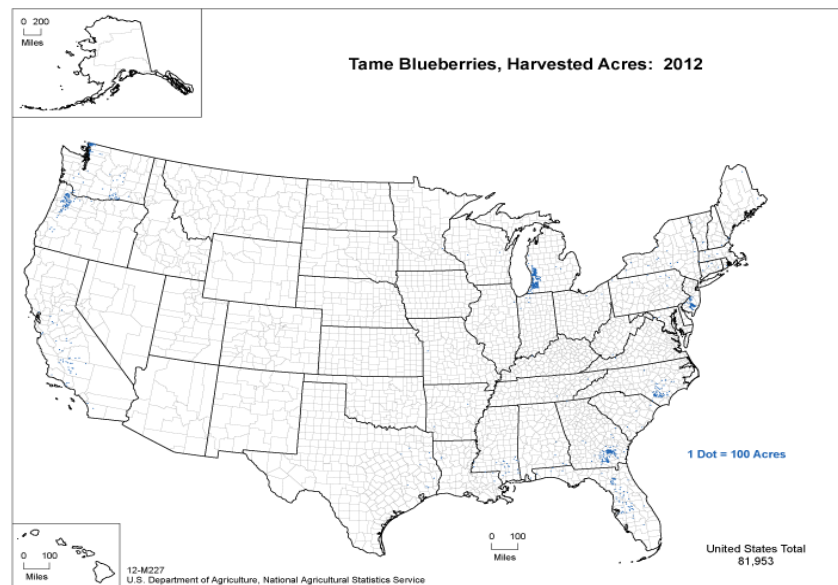 0 200
Miles
Tame Blueberries, Harvested Acres: 2012
1 Dot = 100 Acres
0 100
Miles
United States Total
81,953
0 100
Miles
12-M227
U.S. Department of Agriculture, National Agricultural Statistics Service